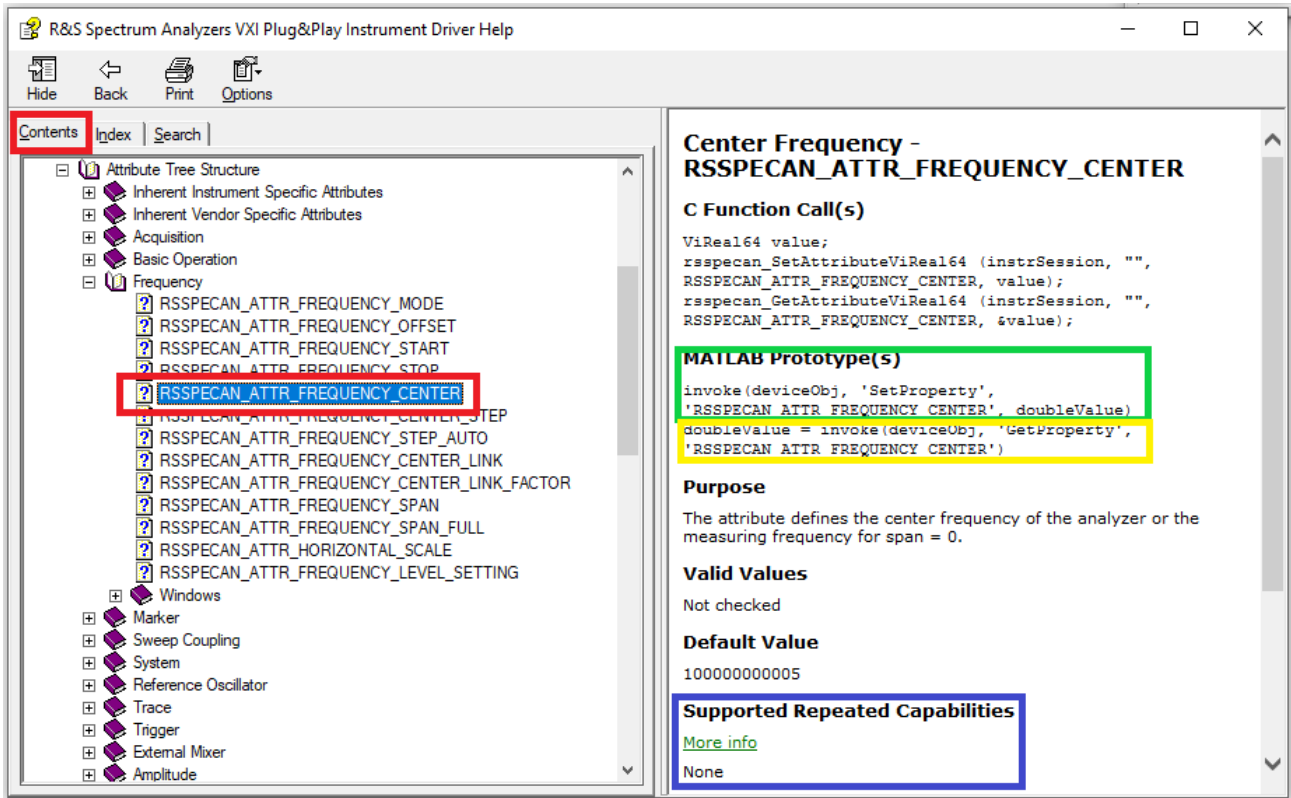 R&S Spectrum Analyzers VXI Plug&Play Instrument Driver Help
Hide Back Print Options
Contents Index Search
Attribute Tree Structure
Inherent Instrument Specific Attributes
Inherent Vendor Specific Attributes
Acquisition
Basic Operation
Frequency
RSSPECAN_ATTR_FREQUENCY_MODE
RSSPECAN_ATTR_FREQUENCY_OFFSET
RSSPECAN_ATTR_FREQUENCY_START
RSSPECAN_ATTR_FREQUENCY_STOP
RSSPECAN_ATTR_FREQUENCY_CENTER
RSSPECAN_ATTR_FREQUENCY_CENTER_STEP
RSSPECAN_ATTR_FREQUENCY_STEP_AUTO
RSSPECAN_ATTR_FREQUENCY_CENTER_LINK
RSSPECAN_ATTR_FREQUENCY_CENTER_LINK_FACTOR
RSSPECAN_ATTR_FREQUENCY_SPAN
RSSPECAN_ATTR_FREQUENCY_SPAN_FULL
RSSPECAN_ATTR_HORIZONTAL_SCALE
RSSPECAN_ATTR_FREQUENCY_LEVEL_SETTING
Windows
Marker
Sweep Coupling
System
Reference Oscillator
Trace
Trigger
External Mixer
Amplitude
Center Frequency -
RSSPECAN_ATTR_FREQUENCY_CENTER
C Function Call(s)
ViReal64 value;
rsspecan_SetAttributeViReal64 (instrSession, "",
RSSPECAN_ATTR_FREQUENCY_CENTER, value);
rsspecan_GetAttributeViReal64 (instrSession, "",
RSSPECAN_ATTR_FREQUENCY_CENTER, &value);
MATLAB Prototype(s)
invoke(deviceObj, 'SetProperty',
'RSSPECAN_ATTR_FREQUENCY_CENTER', doubleValue)
doubleValue = invoke(deviceObj, 'GetProperty',
'RSSPECAN_ATTR_FREQUENCY_CENTER')
Purpose
The attribute defines the center frequency of the analyzer or the
measuring frequency for span = 0.
Valid Values
Not checked
Default Value
100000000005
Supported Repeated Capabilities
More info
None